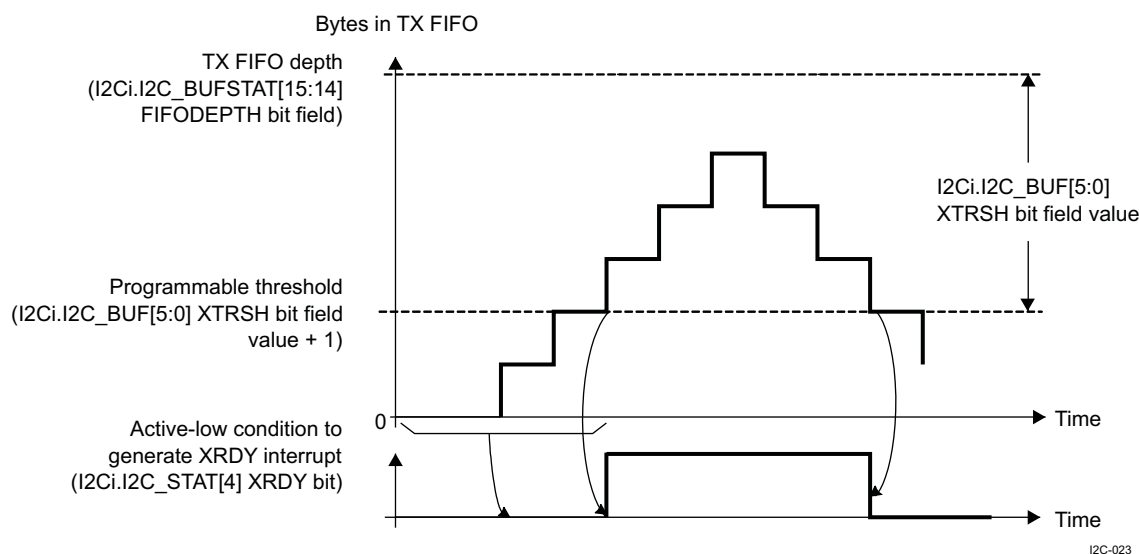 Bytes in TX FIFO
TX FIFO depth
(I2Ci.I2C_BUFSTAT[15:14]
FIFODEPTH bit field)
I2Ci.I2C_BUF[5:0]
XTRSH bit field value
Programmable threshold
(I2Ci.I2C_BUF[5:0] XTRSH bit field
value + 1)
0
Time
Active-low condition to
generate XRDY interrupt
(I2Ci.I2C_STAT[4] XRDY bit)
Time
I2C-023